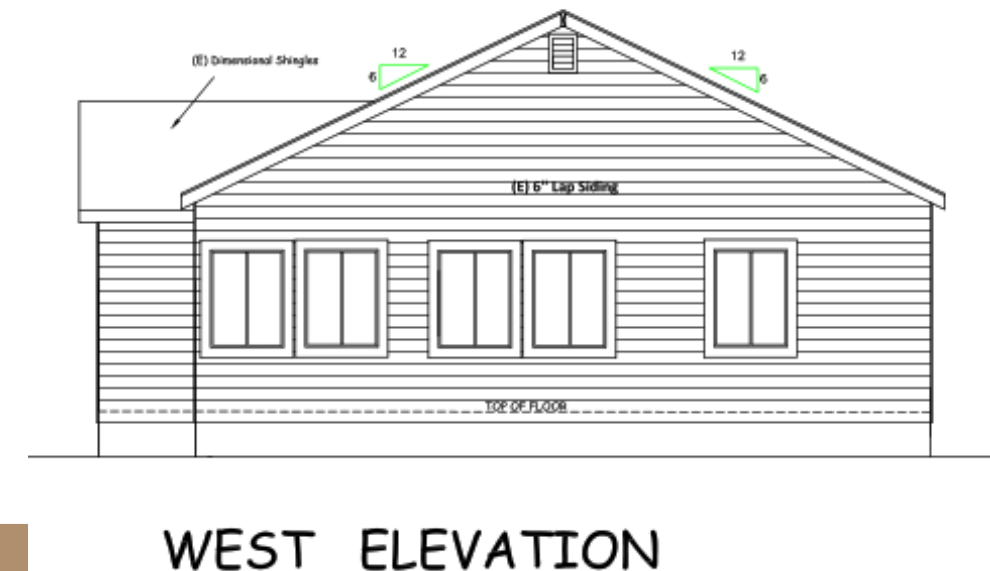 12
12
(E) Dimensional Shingles
6
6
(E) 6" Lap Siding
TOP OF FLOOR
WEST ELEVATION